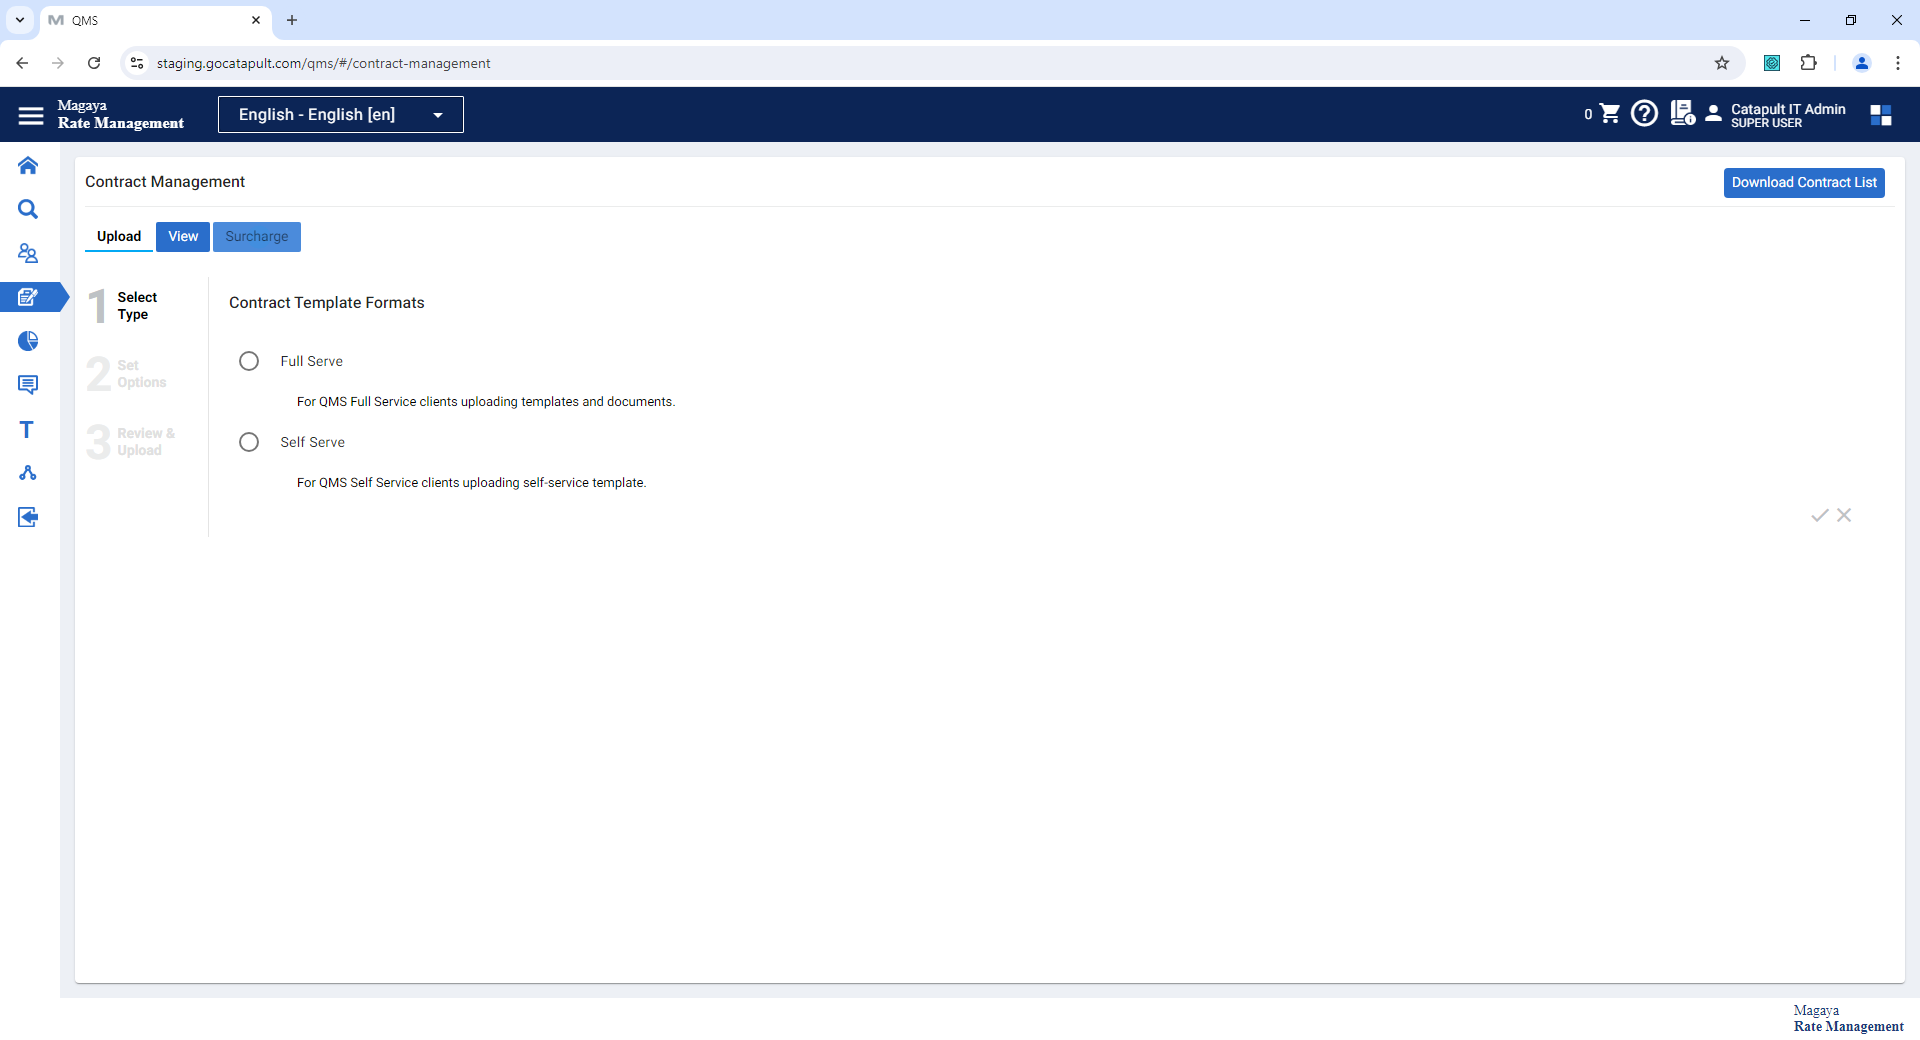 QMS
staging.gocatapult.com/qms/#/contract-management
Magaya
Rate Management
English - English [en]
0
Catapult IT Admin
SUPER USER
Contract Management
Download Contract List
Upload
View
Surcharge
1
Select
Type
Contract Template Formats
Full Serve
2
Set
Options
For QMS Full Service clients uploading templates and documents.
3
Review &
Upload
Self Serve
For QMS Self Service clients uploading self-service template.
T
Magaya
Rate Management